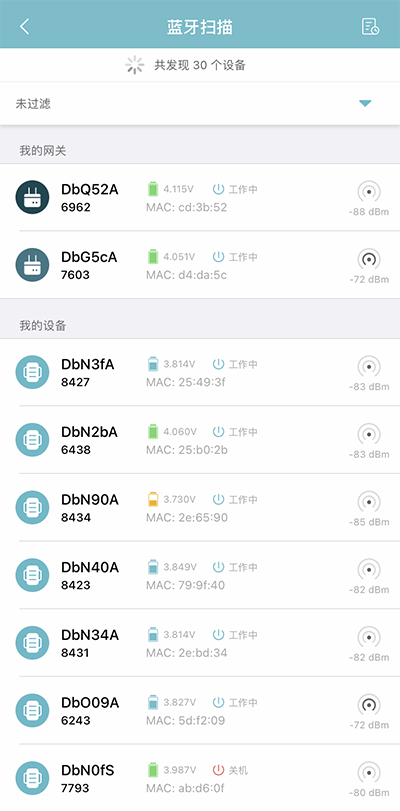 蓝牙扫描
共发现 30 个设备
未过滤
我的网关
DbQ52A 4.115V 工作中
6962 MAC: cd:3b:52 -88 dBm
DbG5cA 4.051V 工作中
7603 MAC: d4:da:5c -72 dBm
我的设备
DbN3fA 3.814V 工作中
8427 MAC: 25:49:3f -83 dBm
DbN2bA 4.060V 工作中
6438 MAC: 25:b0:2b -83 dBm
DbN90A 3.730V 工作中
8434 MAC: 2e:65:90 -85 dBm
DbN40A 3.849V 工作中
8423 MAC: 79:9f:40 -82 dBm
DbN34A 3.814V 工作中
8431 MAC: 2e:bd:34 -82 dBm
DbO09A 3.827V 工作中
6243 MAC: 5d:f2:09 -72 dBm
DbN0fS 3.987V 关机
7793 MAC: ab:d6:0f -80 dBm